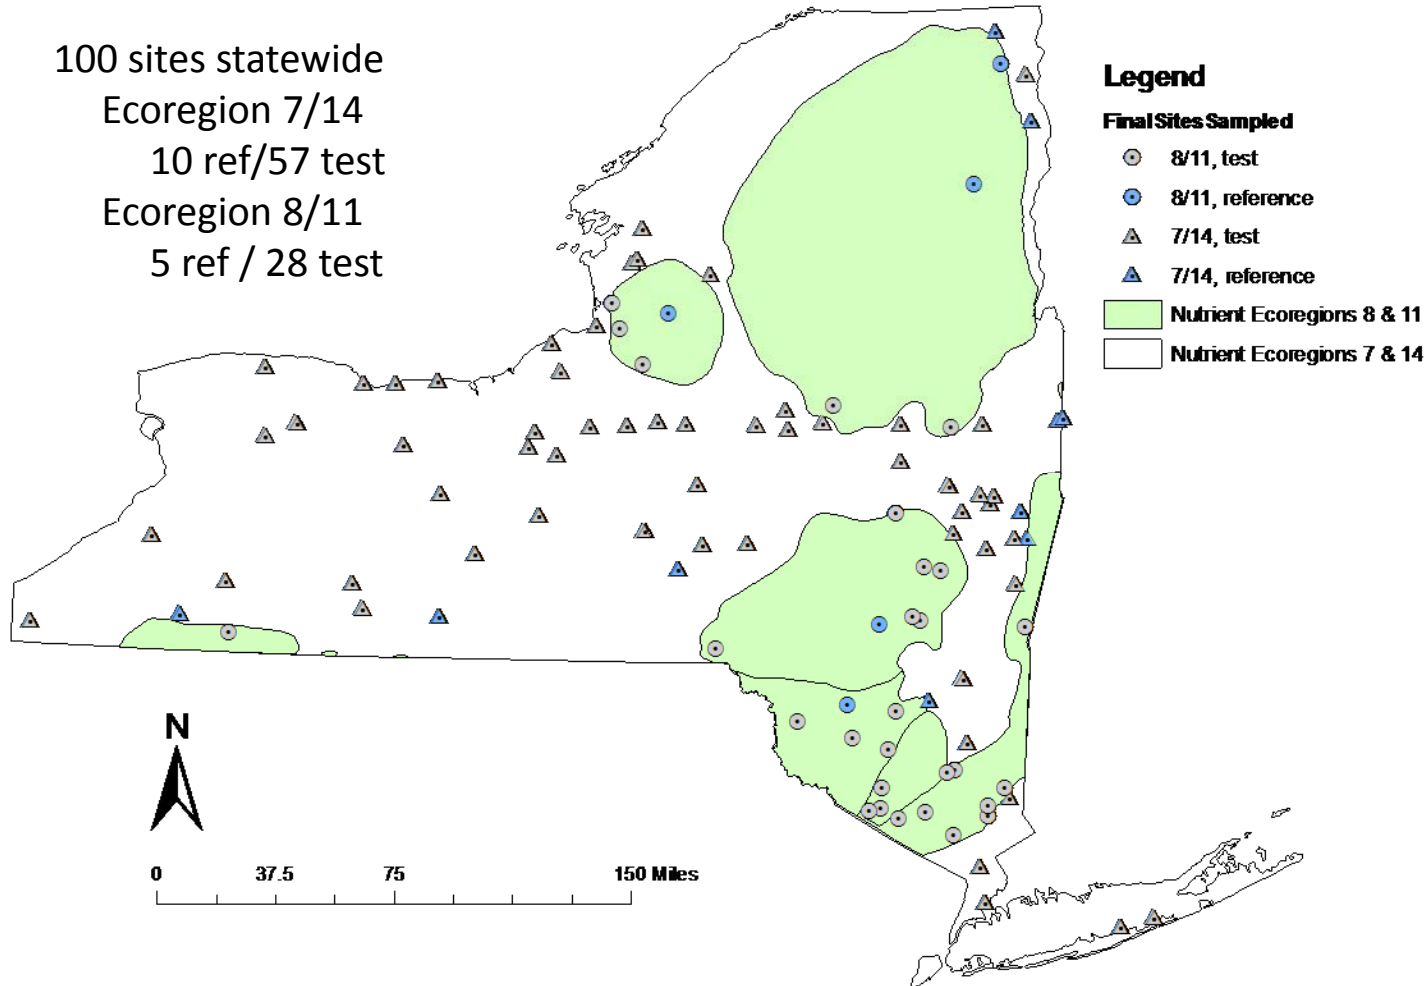 100 sites statewide
Ecoregion 7/14
10 ref/57 test
Ecoregion 8/11
5 ref / 28 test
Legend
Final Sites Sampled
8/11, test
8/11, reference
7/14, test
7/14, reference
Nutrient Ecoregions 8 & 11
Nutrient Ecoregions 7 & 14
N
0 37.5 75 150 Miles